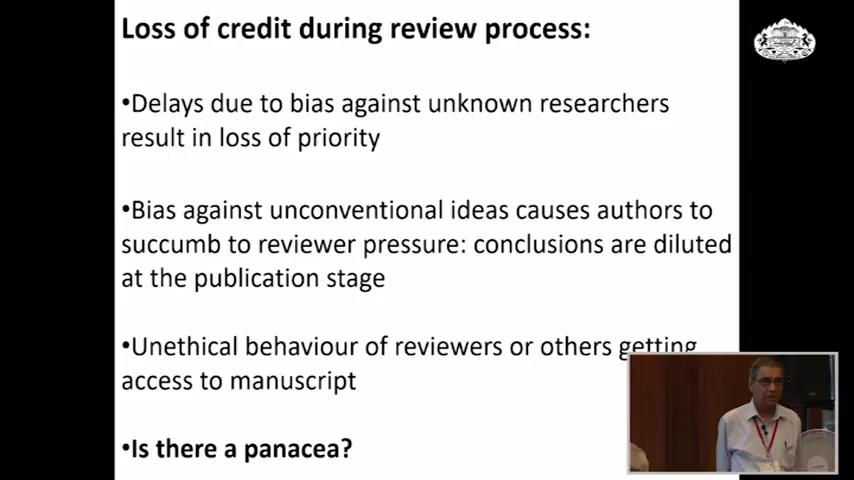 Loss of credit during review process:
•Delays due to bias against unknown researchers
result in loss of priority
•Bias against unconventional ideas causes authors to
succumb to reviewer pressure: conclusions are diluted
at the publication stage
•Unethical behaviour of reviewers or others getting
access to manuscript
•Is there a panacea?